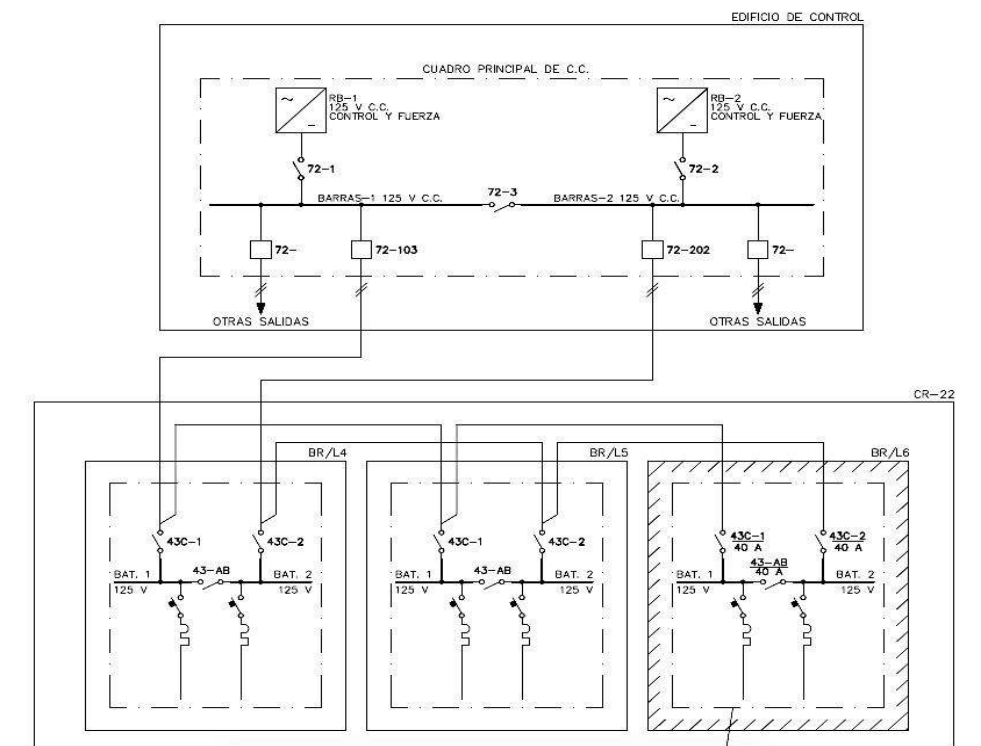 EDIFICIO DE CONTROL
CUADRO PRINCIPAL DE C.C.
RB-1
125 V C.C.
CONTROL Y FUERZA
RB-2
125 V C.C.
CONTROL Y FUERZA
72-1
72-2
72-3
BARRAS-1 125 V C.C.
BARRAS-2 125 V C.C.
72-
72-103
72-202
72-
OTRAS SALIDAS
OTRAS SALIDAS
CR-22
BR/L4
BR/L5
BR/L6
43C-1
43C-2
43-AB
BAT. 1
125 V
BAT. 2
125 V
43C-1
43C-2
43-AB
BAT. 1
125 V
BAT. 2
125 V
43C-1
40 A
43C-2
40 A
43-AB
40 A
BAT. 1
125 V
BAT. 2
125 V